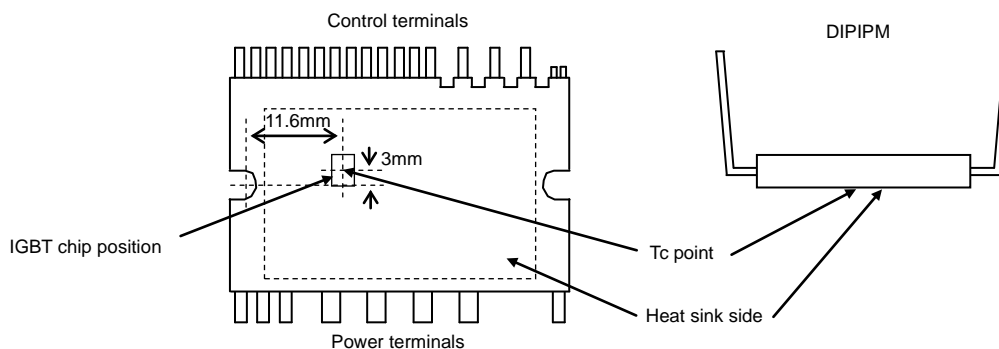 Control terminals
DIPIPM
11.6mm
3mm
IGBT chip position
Tc point
Heat sink side
Power terminals